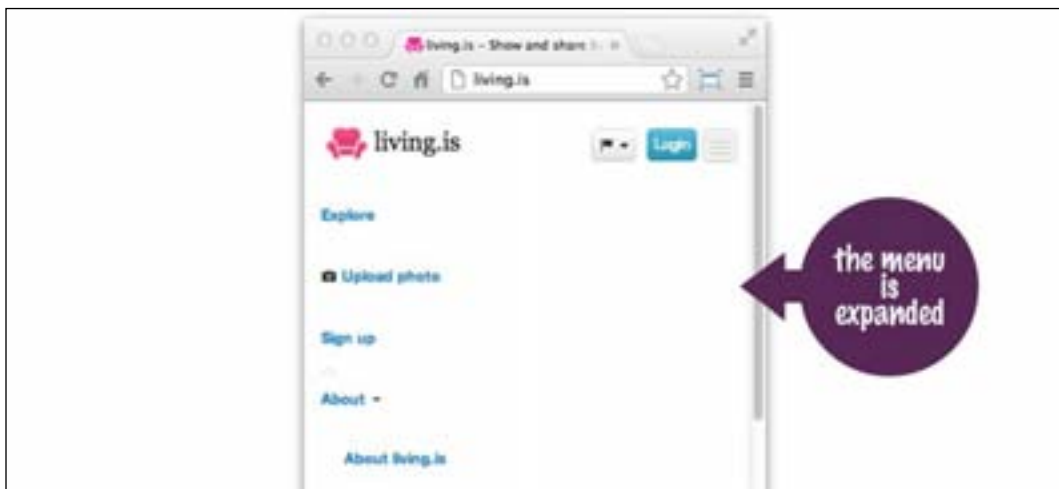 living.is - Show and share
living.is
living.is
Login
Explore
Upload photo
Sign up
About
About living.is
the menu
is
expanded